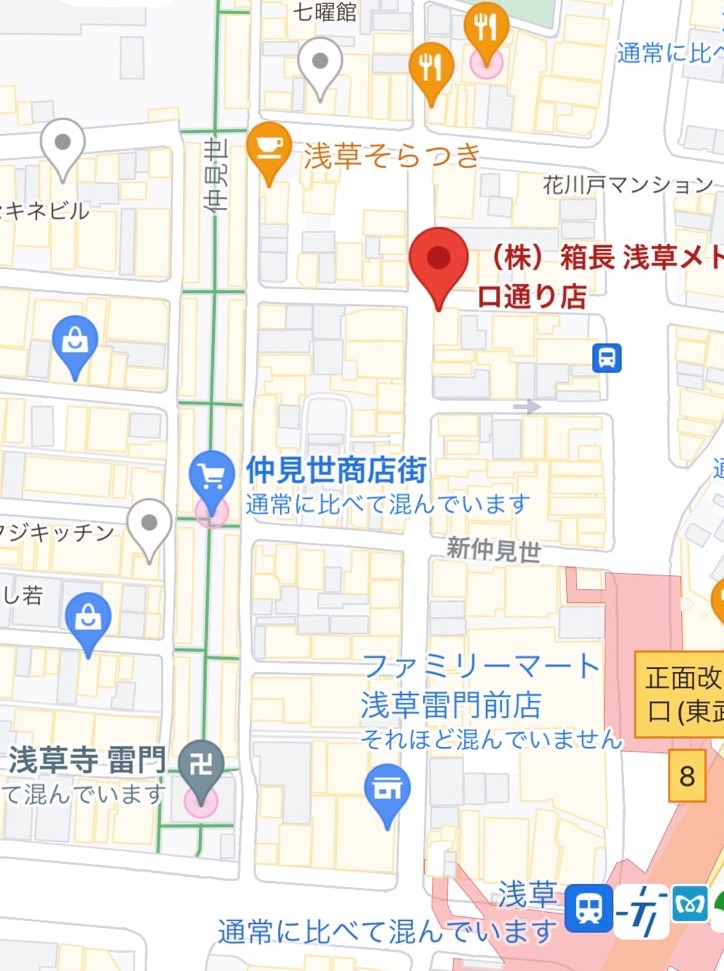 七曜館
通常に比べ
浅草そらつき
仲見世
花川戸マンション
セキネビル
（株）箱長 浅草メト
ロ通り店
仲見世商店街
通常に比べて混んでいます
フジキッチン
新仲見世
し若
ファミリーマート
浅草雷門前店
それほど混んでいません
正面改
口(東武
8
浅草寺 雷門
て混んでいます
浅草
通常に比べて混んでいます